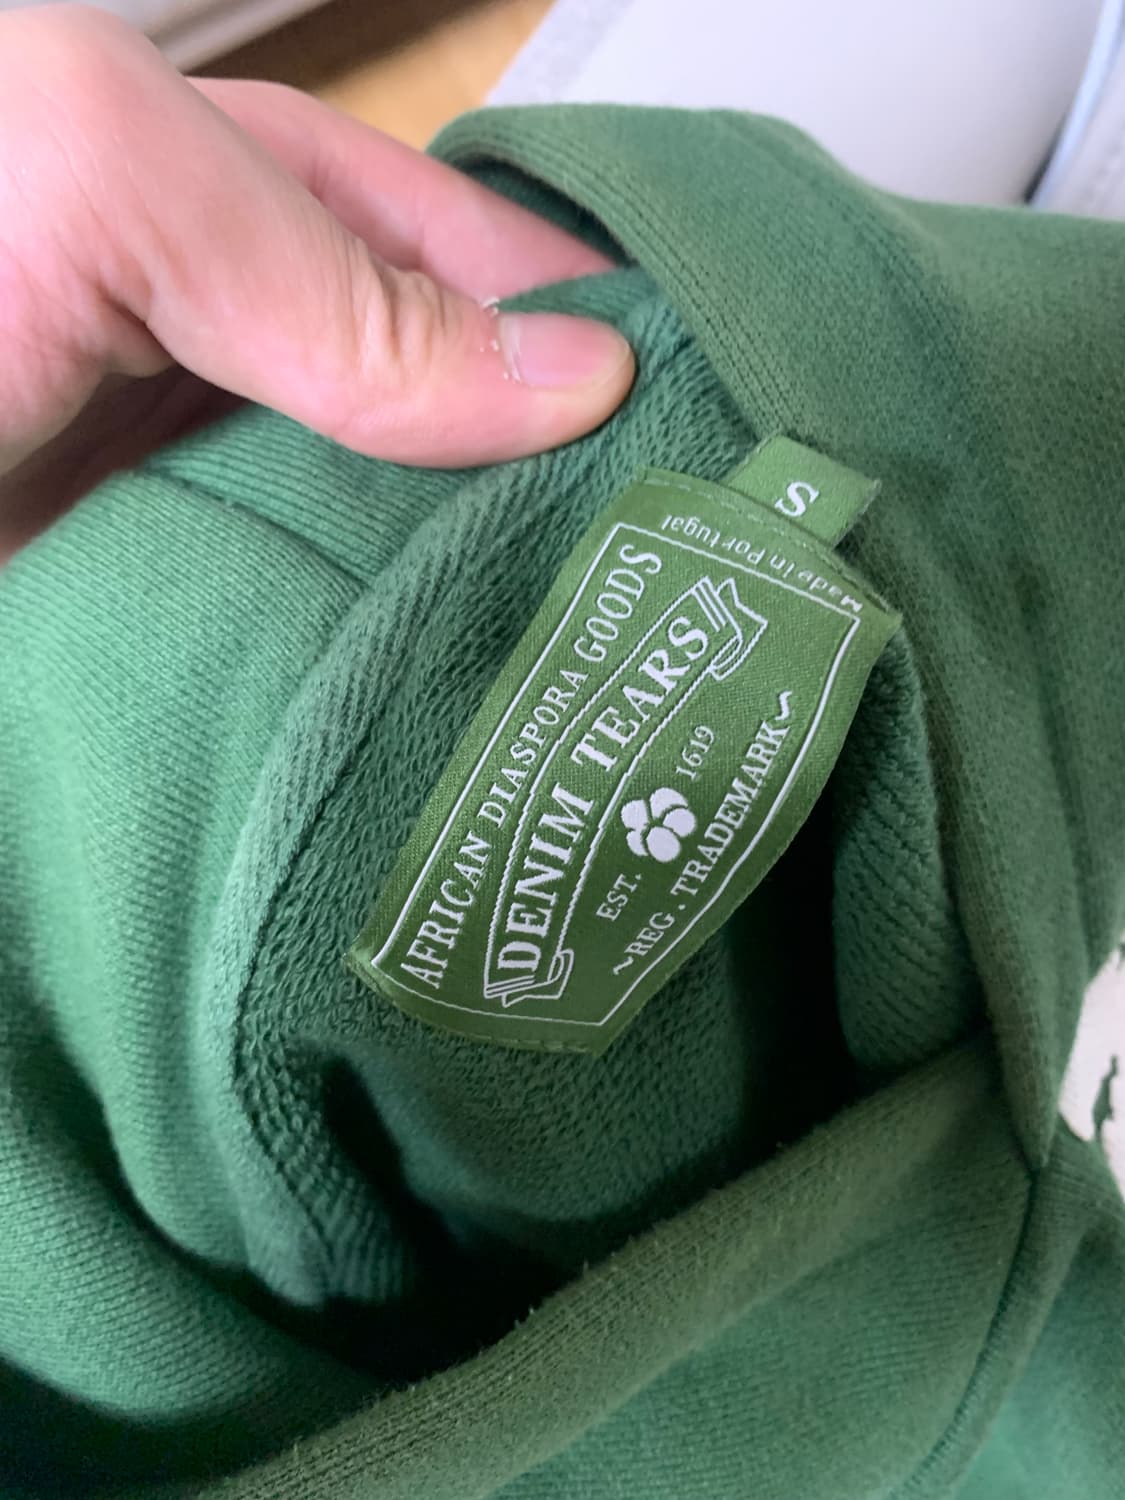 S
Made in Portugal
AFRICAN DIASPORA GOODS
DENIM TEARS
EST. 1619
~REG. TRADEMARK~